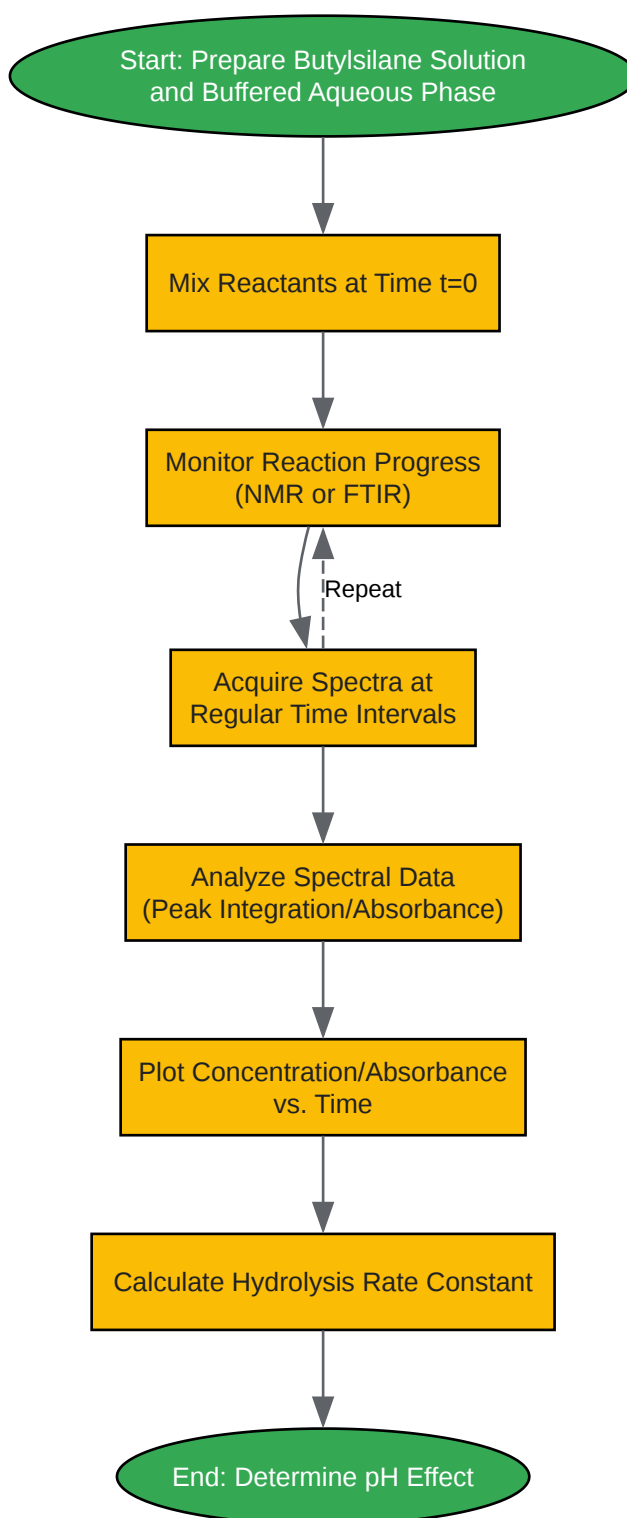 Start: Prepare Butylsilane Solution
and Buffered Aqueous Phase
Mix Reactants at Time t=0
Monitor Reaction Progress
(NMR or FTIR)
Repeat
Acquire Spectra at
Regular Time Intervals
Analyze Spectral Data
(Peak Integration/Absorbance)
Plot Concentration/Absorbance
vs. Time
Calculate Hydrolysis Rate Constant
End: Determine pH Effect